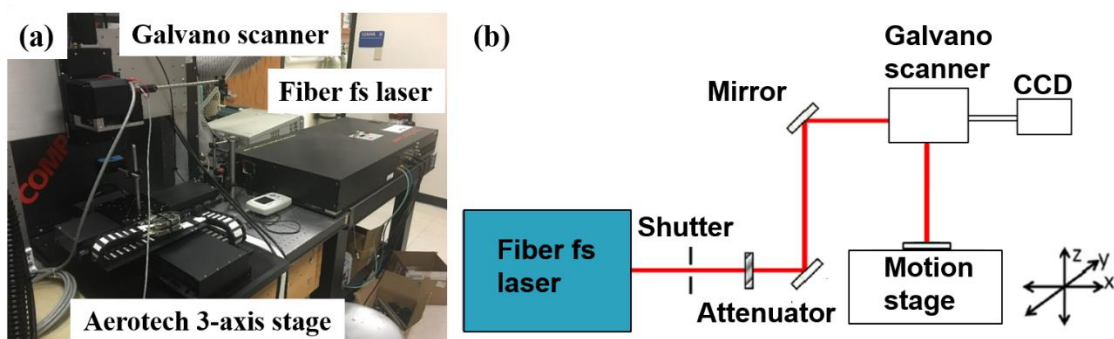 (a)
Galvano scanner
Fiber fs laser
COMP
Aerotech 3-axis stage
(b)
Galvano
scanner
CCD
Mirror
Shutter
Fiber fs
laser
Attenuator
Motion
stage
z
y
x